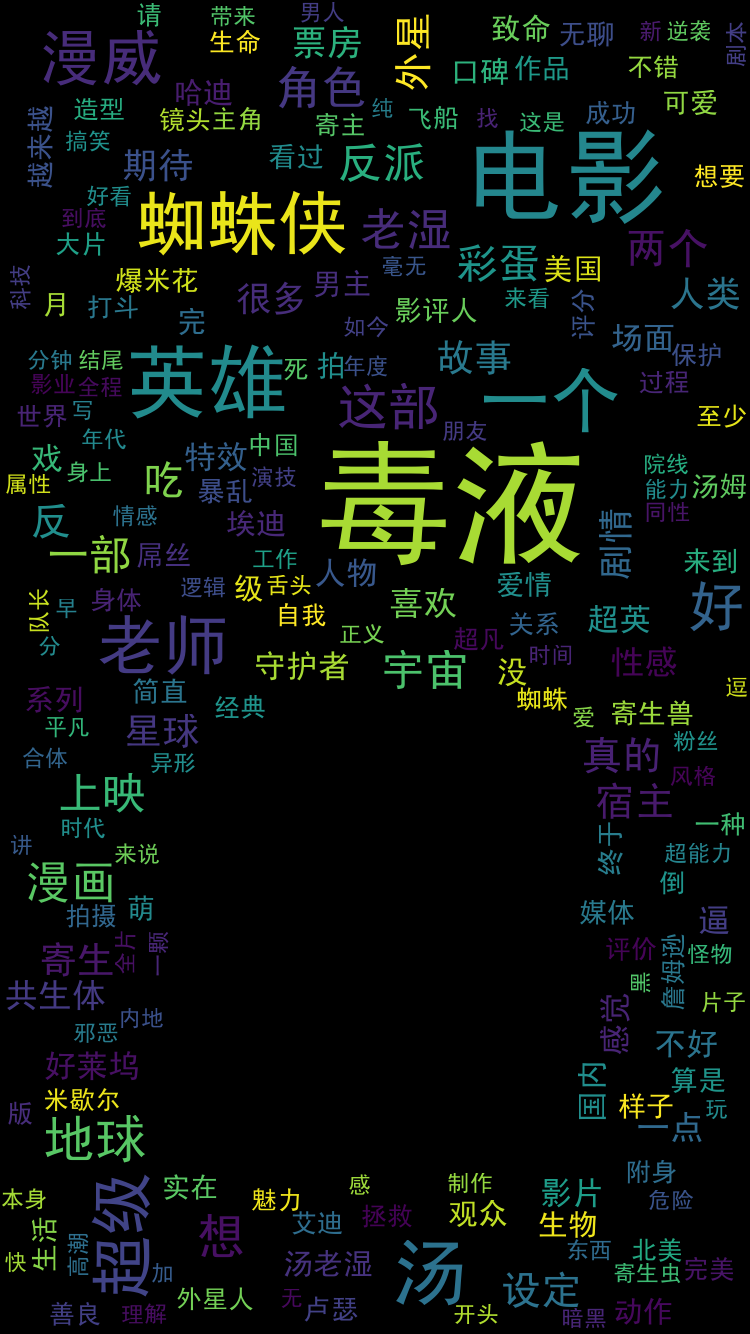 请
带来
男人
漫威
生命
票房
外星
致命
无聊
新
逆袭
剧本
哈迪
角色
口碑
作品
不错
可爱
越来越
造型
镜头主角
寄主
纯
飞船
找
这是
成功
搞笑
期待
看过
反派
电影
想要
好看
到底
大片
蜘蛛侠
老湿
两个
科技
月
爆米花
毫无
彩蛋
美国
人类
打斗
完
很多
男主
影评人
来看
评分
场面
保护
如今
分钟
结尾
英雄
死
拍
年度
故事
过程
影业
全程
世界
写
这部
一个
至少
年代
朋友
戏
身上
特效
中国
毒液
院线
属性
吃
暴乱
演技
能力
汤姆
反
情感
埃迪
同性
剧情
一部
屌丝
工作
人物
来到
队长
早
身体
逻辑
级
舌头
自我
喜欢
爱情
超英
好
分
老师
正义
超凡
关系
守护者
宇宙
没
时间
性感
系列
简直
经典
蜘蛛
爱
寄生兽
逗
平凡
星球
粉丝
合体
异形
真的
风格
上映
宿主
时代
一种
讲
来说
终于
超能力
漫画
倒
拍摄
萌
媒体
逼
寄生
全片
一颗
评价
詹姆逊
怪物
共生体
黑
片子
邪恶
内地
感觉
不好
好莱坞
国内
算是
版
米歇尔
样子
玩
地球
一点
本身
超级
实在
魅力
感
制作
影片
附身
危险
生活
想
艾迪
拯救
观众
生物
快
高潮
加
汤老湿
汤
东西
北美
寄生虫
完美
善良
理解
外星人
无
卢瑟
开头
设定
暗黑
动作